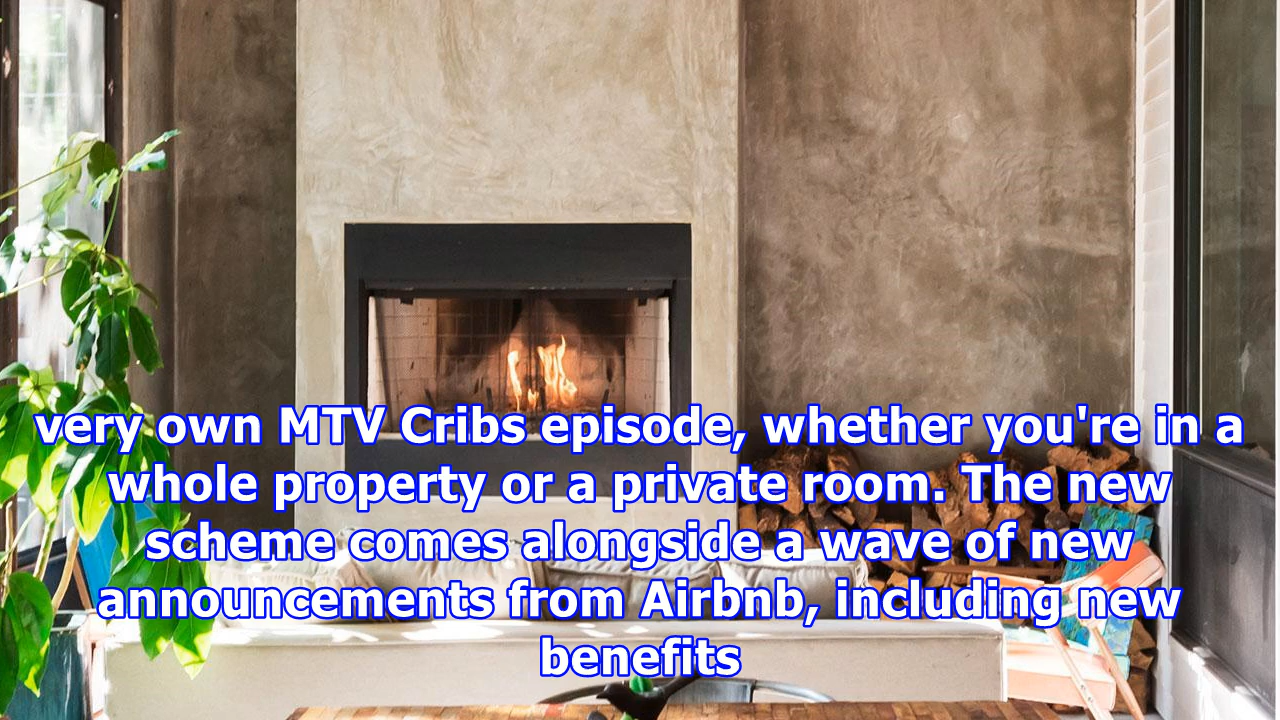 very own MTV Cribs episode, whether you're in a
whole property or a private room. The new
scheme comes alongside a wave of new
announcements from Airbnb, including new
benefits